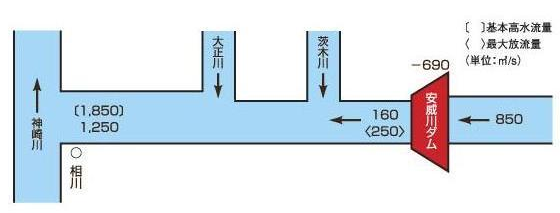 〔 〕基本高水流量
〈 〉最大放流量
(単位:㎥/s)
大正川
茨木川
−690
安威川ダム
850
160
〈250〉
〔1,850〕
1,250
神崎川
○
相川